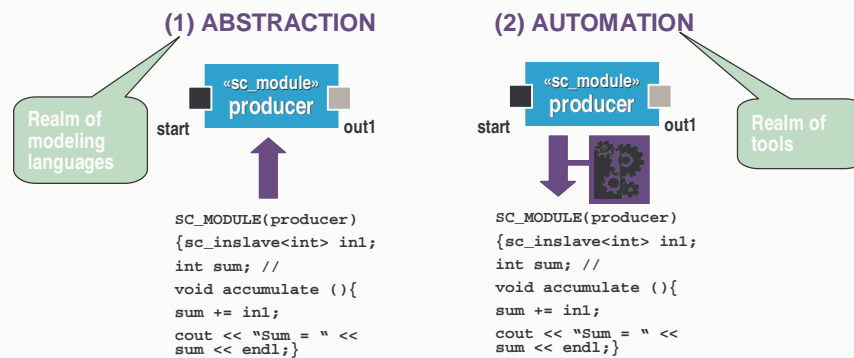 (1) ABSTRACTION
Realm of
modeling
languages
«sc_module»
producer
start
out1
SC_MODULE(producer)
{sc_inslave<int> in1;
int sum; //
void accumulate (){
sum += in1;
cout << “Sum = “ <<
sum << endl;}
(2) AUTOMATION
«sc_module»
producer
start
out1
Realm of
tools
SC_MODULE(producer)
{sc_inslave<int> in1;
int sum; //
void accumulate (){
sum += in1;
cout << “Sum = “ <<
sum << endl;}